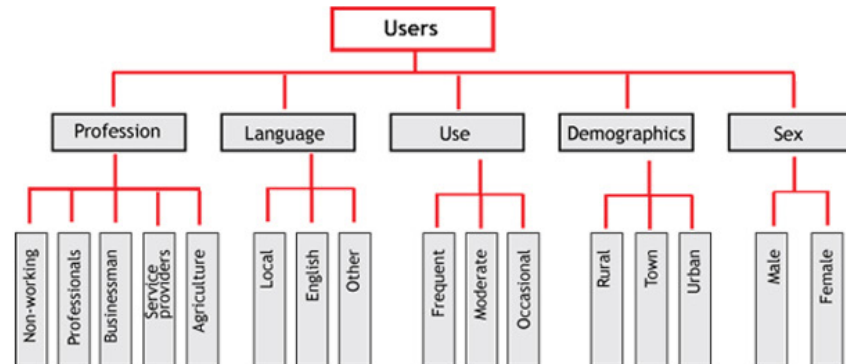 Users
Profession
Language
Use
Demographics
Sex
Non-working
Professionals
Businessman
Service
providers
Agriculture
Local
English
Other
Frequent
Moderate
Occasional
Rural
Town
Urban
Male
Female